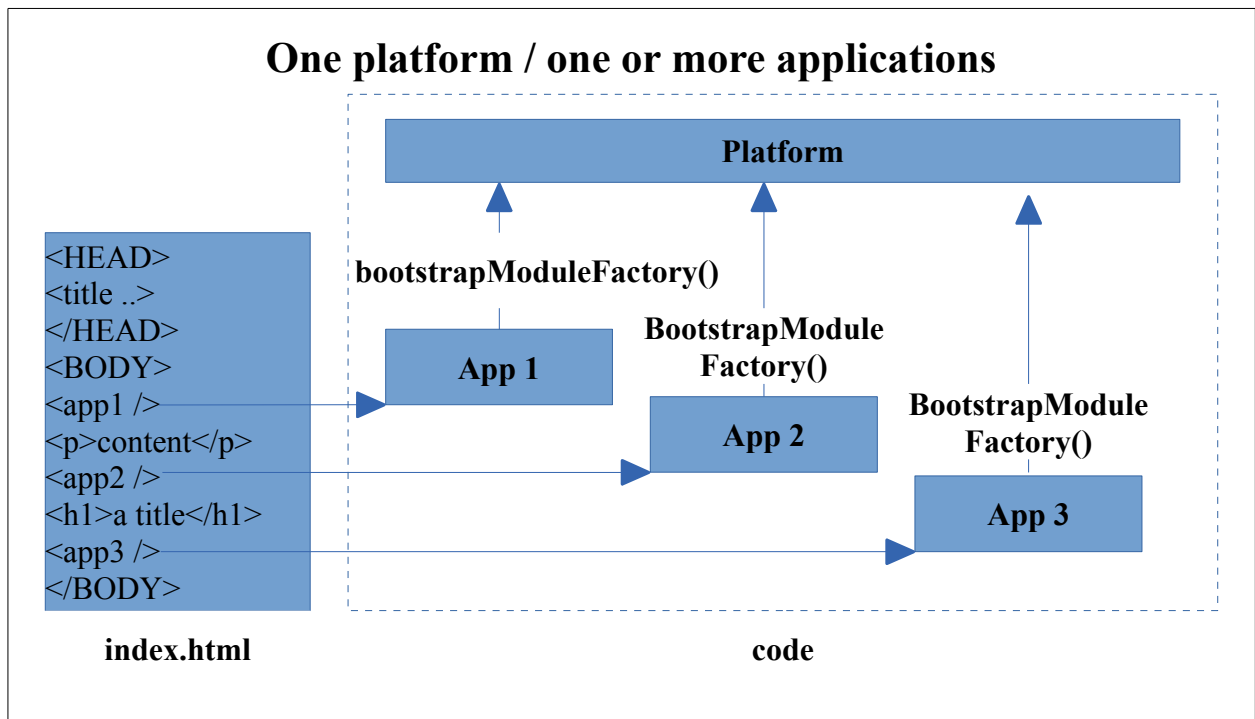 One platform / one or more applications
Platform
<HEAD>
<title ..>
</HEAD>
<BODY>
<app1 />
<p>content</p>
<app2 />
<h1>a title</h1>
<app3 />
</BODY>
index.html
bootstrapModuleFactory()
App 1
BootstrapModule
Factory()
App 2
BootstrapModule
Factory()
App 3
code